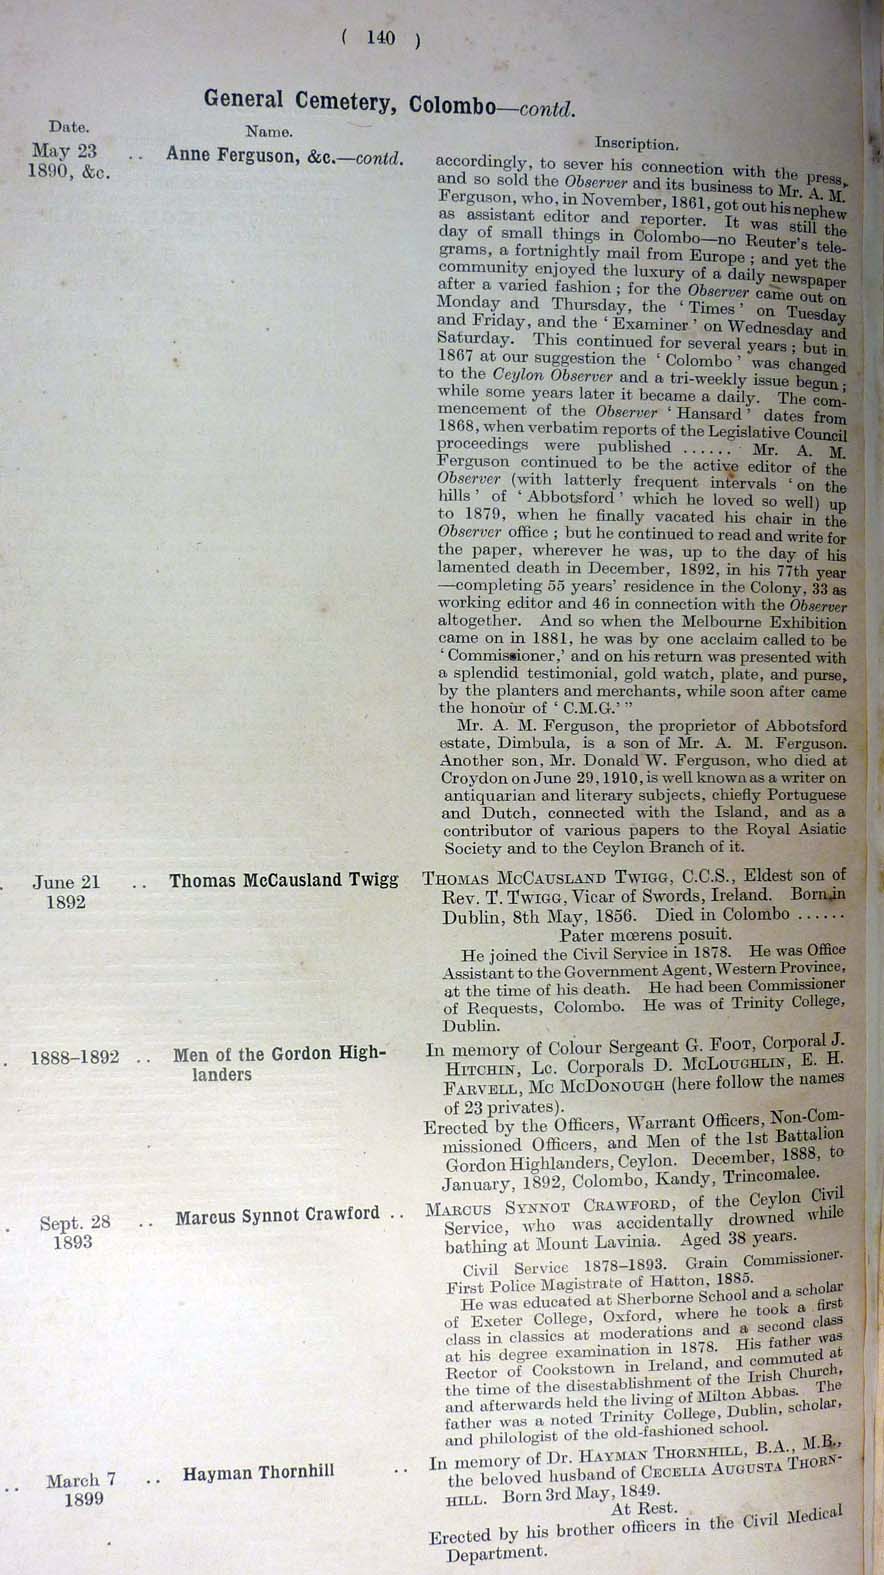 ( 140 )
General Cemetery, Colombo—contd.
Date.
Name.
Inscription.
May 23
1890, &c.
.. Anne Ferguson, &c.—contd.
accordingly, to sever his connection with the press,
and so sold the Observer and its business to Mr. A. M.
Ferguson, who, in November, 1861, got out his nephew
as assistant editor and reporter. It was still the
day of small things in Colombo—no Reuter's tele-
grams, a fortnightly mail from Europe ; and yet the
community enjoyed the luxury of a daily newspaper
after a varied fashion ; for the Observer came out on
Monday and Thursday, the ' Times ' on Tuesday
and Friday, and the ' Examiner ' on Wednesday and
Saturday. This continued for several years ; but in
1867 at our suggestion the ' Colombo ' was changed
to the Ceylon Observer and a tri-weekly issue begun ;
while some years later it became a daily. The com-
mencement of the Observer ' Hansard ' dates from
1868, when verbatim reports of the Legislative Council
proceedings were published ...... Mr. A. M.
Ferguson continued to be the active editor of the
Observer (with latterly frequent intervals ' on the
hills ' of ' Abbotsford ' which he loved so well) up
to 1879, when he finally vacated his chair in the
Observer office ; but he continued to read and write for
the paper, wherever he was, up to the day of his
lamented death in December, 1892, in his 77th year
—completing 55 years' residence in the Colony, 33 as
working editor and 46 in connection with the Observer
altogether. And so when the Melbourne Exhibition
came on in 1881, he was by one acclaim called to be
' Commissioner,' and on his return was presented with
a splendid testimonial, gold watch, plate, and purse,
by the planters and merchants, while soon after came
the honour of ' C.M.G.' "
Mr. A. M. Ferguson, the proprietor of Abbotsford
estate, Dimbula, is a son of Mr. A. M. Ferguson.
Another son, Mr. Donald W. Ferguson, who died at
Croydon on June 29, 1910, is well known as a writer on
antiquarian and literary subjects, chiefly Portuguese
and Dutch, connected with the Island, and as a
contributor of various papers to the Royal Asiatic
Society and to the Ceylon Branch of it.
June 21
1892
.. Thomas McCausland Twigg
THOMAS MCCAUSLAND TWIGG, C.C.S., Eldest son of
Rev. T. TWIGG, Vicar of Swords, Ireland. Born in
Dublin, 8th May, 1856. Died in Colombo ......
Pater mœrens posuit.
He joined the Civil Service in 1878. He was Office
Assistant to the Government Agent, Western Province,
at the time of his death. He had been Commissioner
of Requests, Colombo. He was of Trinity College,
Dublin.
1888-1892 .. Men of the Gordon High-
landers
In memory of Colour Sergeant G. FOOT, Corporal J.
HITCHIN, Lc. Corporals D. MCLOUGHLIN, E. H.
FARVELL, MC MCDONOUGH (here follow the names
of 23 privates).
Erected by the Officers, Warrant Officers, Non-Com-
missioned Officers, and Men of the 1st Battalion
Gordon Highlanders, Ceylon. December, 1888, to
January, 1892, Colombo, Kandy, Trincomalee.
Sept. 28
1893
.. Marcus Synnot Crawford ..
MARCUS SYNNOT CRAWFORD, of the Ceylon Civil
Service, who was accidentally drowned while
bathing at Mount Lavinia. Aged 38 years.
Civil Service 1878-1893. Grain Commissioner.
First Police Magistrate of Hatton, 1885.
He was educated at Sherborne School and a scholar
of Exeter College, Oxford, where he took a first
class in classics at moderations and a second class
at his degree examination in 1878. His father was
Rector of Cookstown in Ireland, and commuted at
the time of the disestablishment of the Irish Church,
and afterwards held the living of Milton Abbas. The
father was a noted Trinity College, Dublin, scholar,
and philologist of the old-fashioned school.
March 7
1899
.. Hayman Thornhill ..
In memory of Dr. HAYMAN THORNHILL, B.A., M.B.,
the beloved husband of CECELIA AUGUSTA THORN-
HILL. Born 3rd May, 1849.
At Rest.
Erected by his brother officers in the Civil Medical
Department.